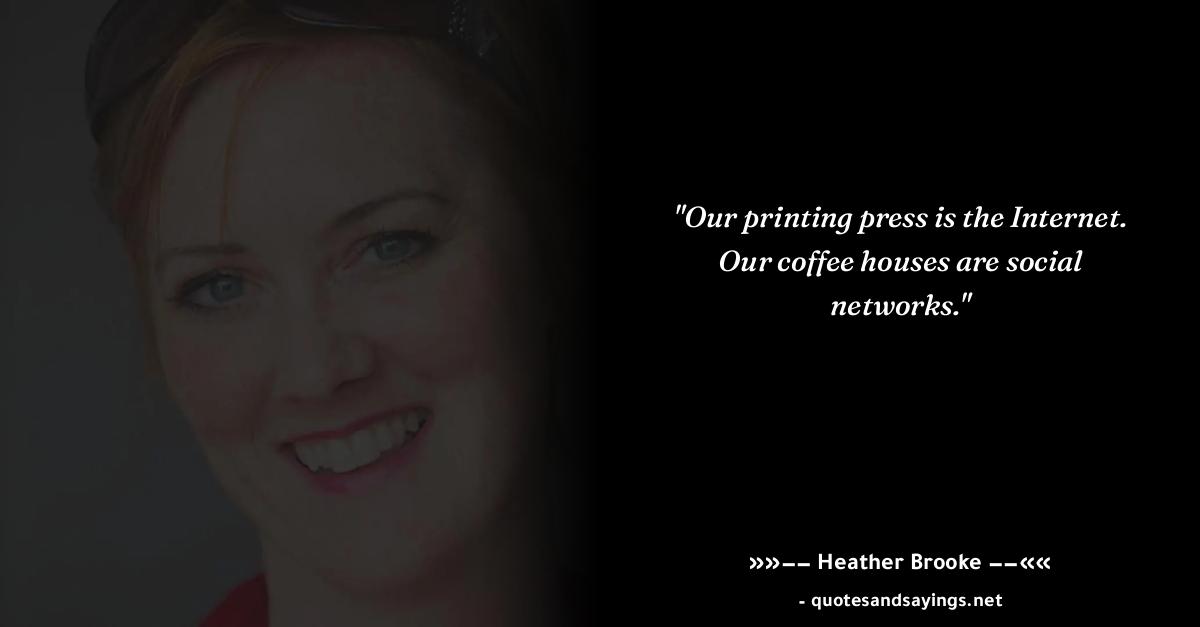 "Our printing press is the Internet.
Our coffee houses are social
networks."
»»−− Heather Brooke −−««
- quotesandsayings.net